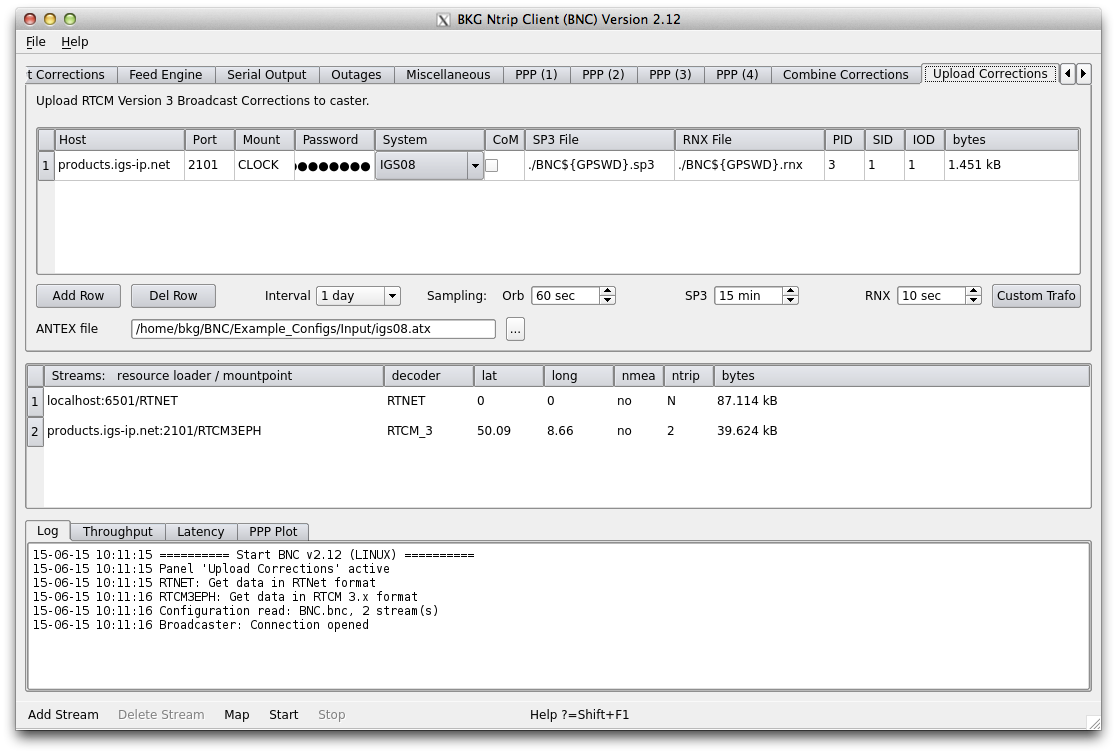 BKG Ntrip Client (BNC) Version 2.12
File Help
t Corrections Feed Engine Serial Output Outages Miscellaneous PPP (1) PPP (2) PPP (3) PPP (4) Combine Corrections Upload Corrections
Upload RTCM Version 3 Broadcast Corrections to caster.
Host Port Mount Password System CoM SP3 File RNX File PID SID IOD bytes
1 products.igs-ip.net 2101 CLOCK ●●●●●●●● IGS08 ./BNC${GPSWD}.sp3 ./BNC${GPSWD}.rnx 3 1 1 1.451 kB
Add Row Del Row Interval 1 day Sampling: Orb 60 sec SP3 15 min RNX 10 sec Custom Trafo
ANTEX file /home/bkg/BNC/Example_Configs/Input/igs08.atx ...
Streams: resource loader / mountpoint decoder lat long nmea ntrip bytes
1 localhost:6501/RTNET RTNET 0 0 no N 87.114 kB
2 products.igs-ip.net:2101/RTCM3EPH RTCM_3 50.09 8.66 no 2 39.624 kB
Log Throughput Latency PPP Plot
15-06-15 10:11:15 ========== Start BNC v2.12 (LINUX) ==========
15-06-15 10:11:15 Panel 'Upload Corrections' active
15-06-15 10:11:15 RTNET: Get data in RTNet format
15-06-15 10:11:16 RTCM3EPH: Get data in RTCM 3.x format
15-06-15 10:11:16 Configuration read: BNC.bnc, 2 stream(s)
15-06-15 10:11:16 Broadcaster: Connection opened
Add Stream Delete Stream Map Start Stop Help ?=Shift+F1